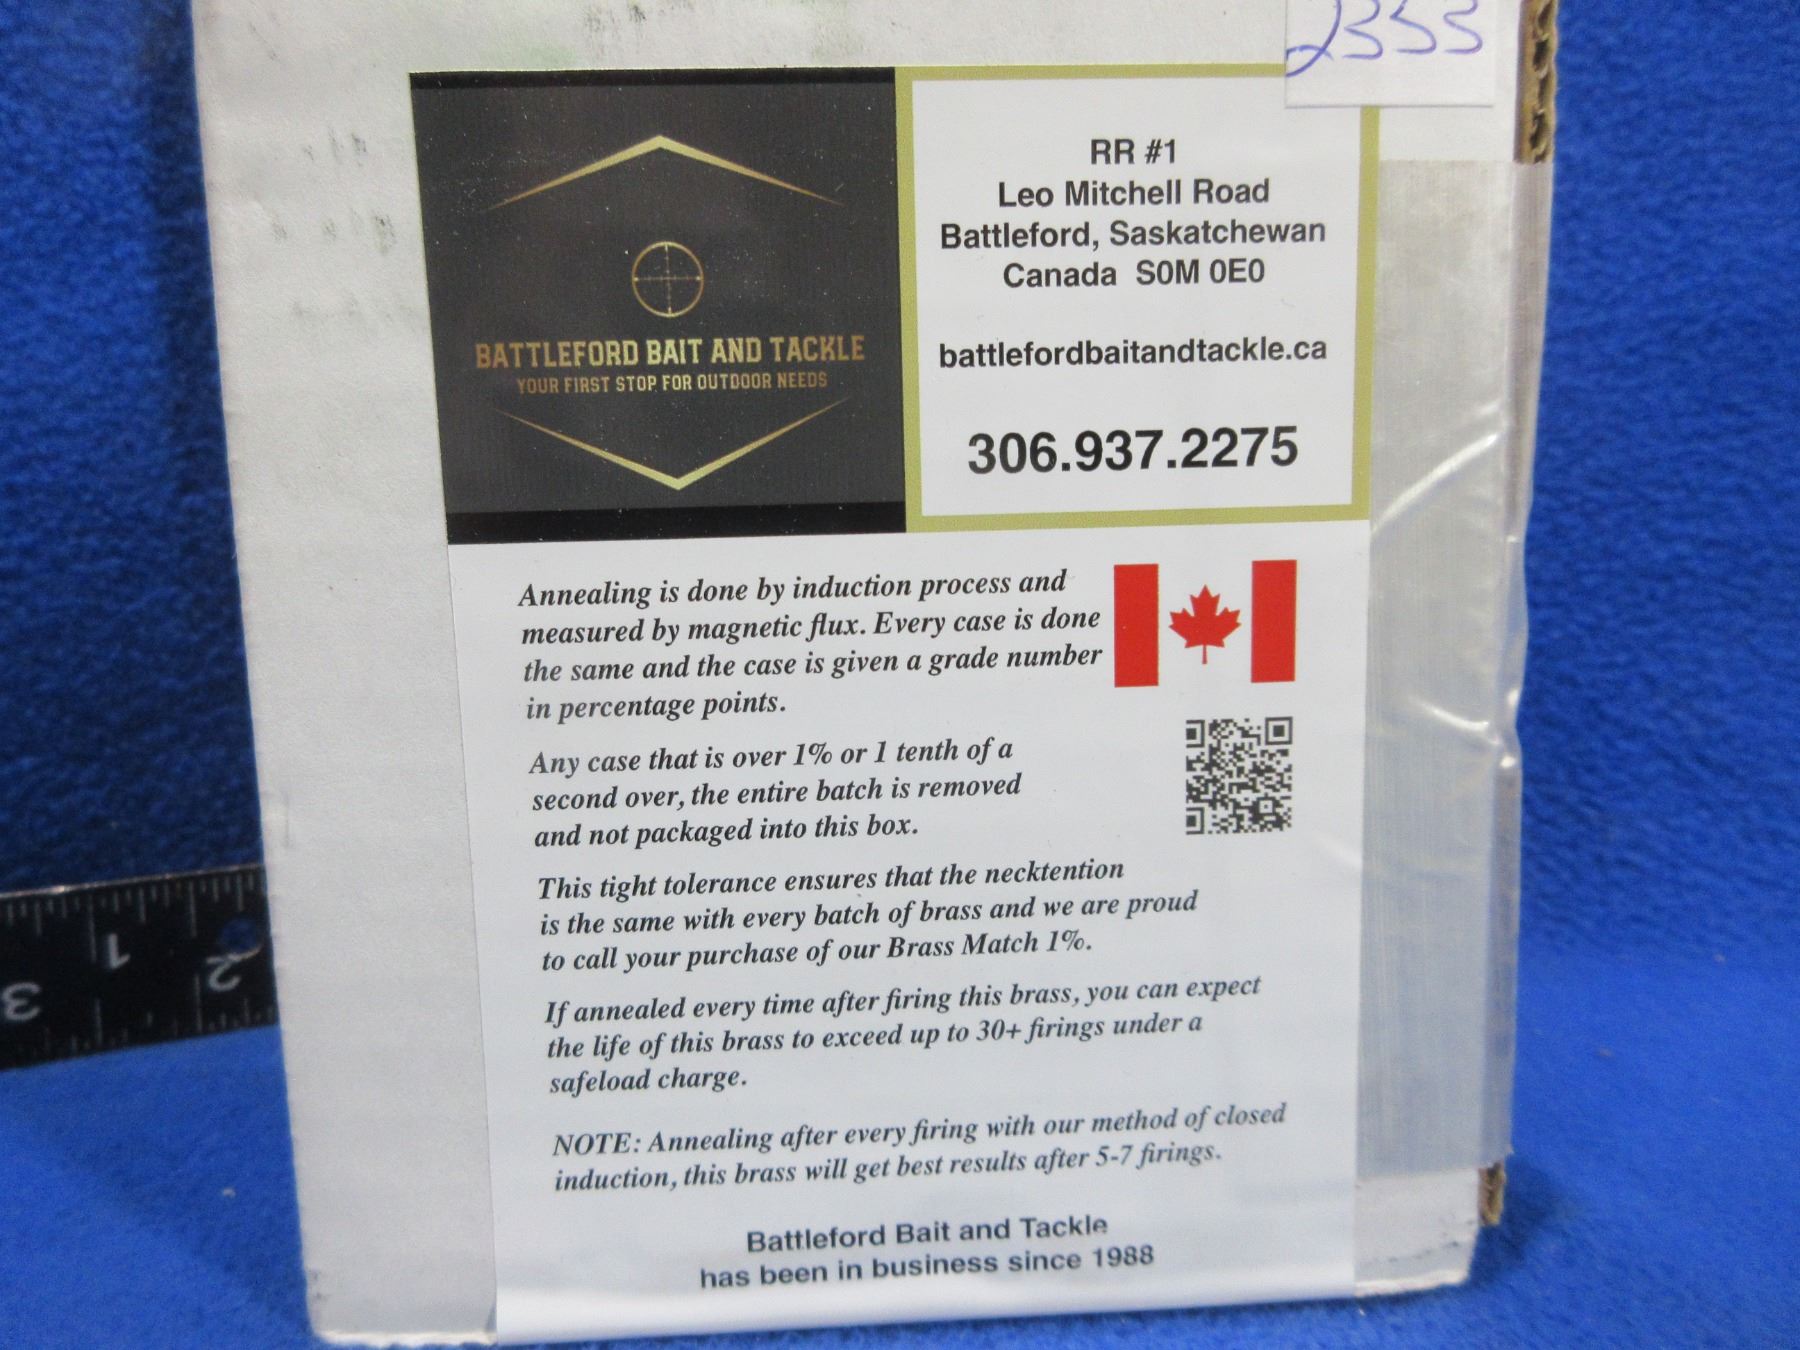 2353
BATTLEFORD BAIT AND TACKLE
YOUR FIRST STOP FOR OUTDOOR NEEDS
RR #1
Leo Mitchell Road
Battleford, Saskatchewan
Canada S0M 0E0
battlefordbaitandtackle.ca
306.937.2275
Annealing is done by induction process and
measured by magnetic flux. Every case is done
the same and the case is given a grade number
in percentage points.
Any case that is over 1% or 1 tenth of a
second over, the entire batch is removed
and not packaged into this box.
This tight tolerance ensures that the necktention
is the same with every batch of brass and we are proud
to call your purchase of our Brass Match 1%.
If annealed every time after firing this brass, you can expect
the life of this brass to exceed up to 30+ firings under a
safeload charge.
NOTE: Annealing after every firing with our method of closed
induction, this brass will get best results after 5-7 firings.
Battleford Bait and Tackle
has been in business since 1988
1
2
3